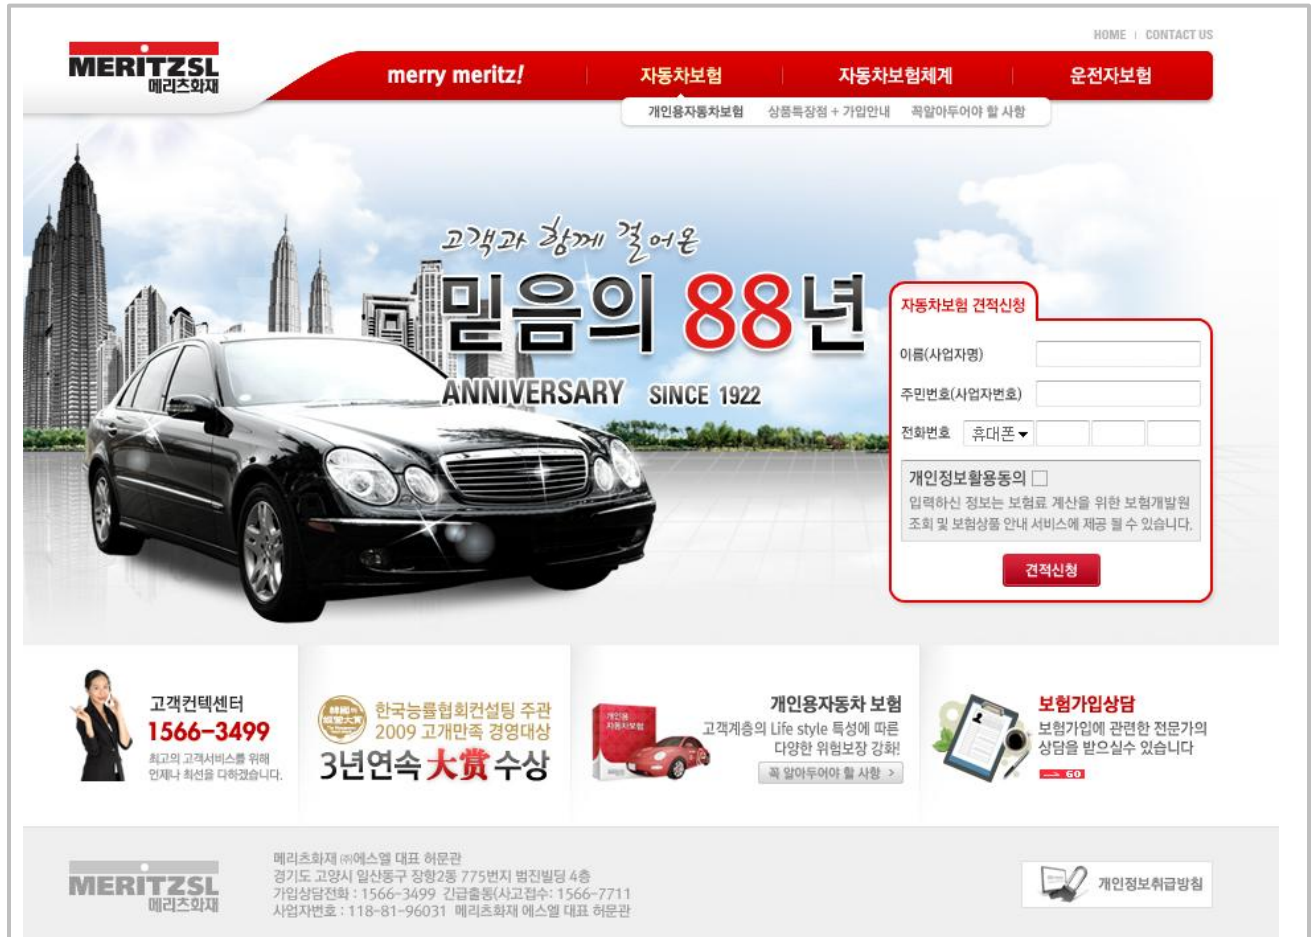 HOME | CONTACT US
MERITZSL
메리츠화재
merry meritz!
자동차보험
자동차보험체계
운전자보험
개인용자동차보험 상품특장점 + 가입안내 꼭알아두어야 할 사항
고객과 함께 걸어온
믿음의 88년
ANNIVERSARY SINCE 1922
자동차보험 견적신청
이름(사업자명)
주민번호(사업자번호)
전화번호 휴대폰
개인정보활용동의
입력하신 정보는 보험료 계산을 위한 보험개발원
조회 및 보험상품 안내 서비스에 제공 될 수 있습니다.
견적신청
고객컨텍센터
1566-3499
최고의 고객서비스를 위해
언제나 최선을 다하겠습니다.
한국능률협회컨설팅 주관
2009 고개만족 경영대상
3년연속 大賞 수상
개인용
자동차보험
개인용자동차 보험
고객계층의 Life style 특성에 따른
다양한 위험보장 강화!
꼭 알아두어야 할 사항 >
보험가입상담
보험가입에 관련한 전문가의
상담을 받으실수 있습니다
GO
MERITZSL
메리츠화재
메리츠화재 ㈜에스엘 대표 허문관
경기도 고양시 일산동구 장항2동 775번지 범진빌딩 4층
가입상담전화 : 1566-3499 긴급출동(사고접수: 1566-7711
사업자번호 : 118-81-96031 메리츠화재 에스엘 대표 허문관
개인정보취급방침